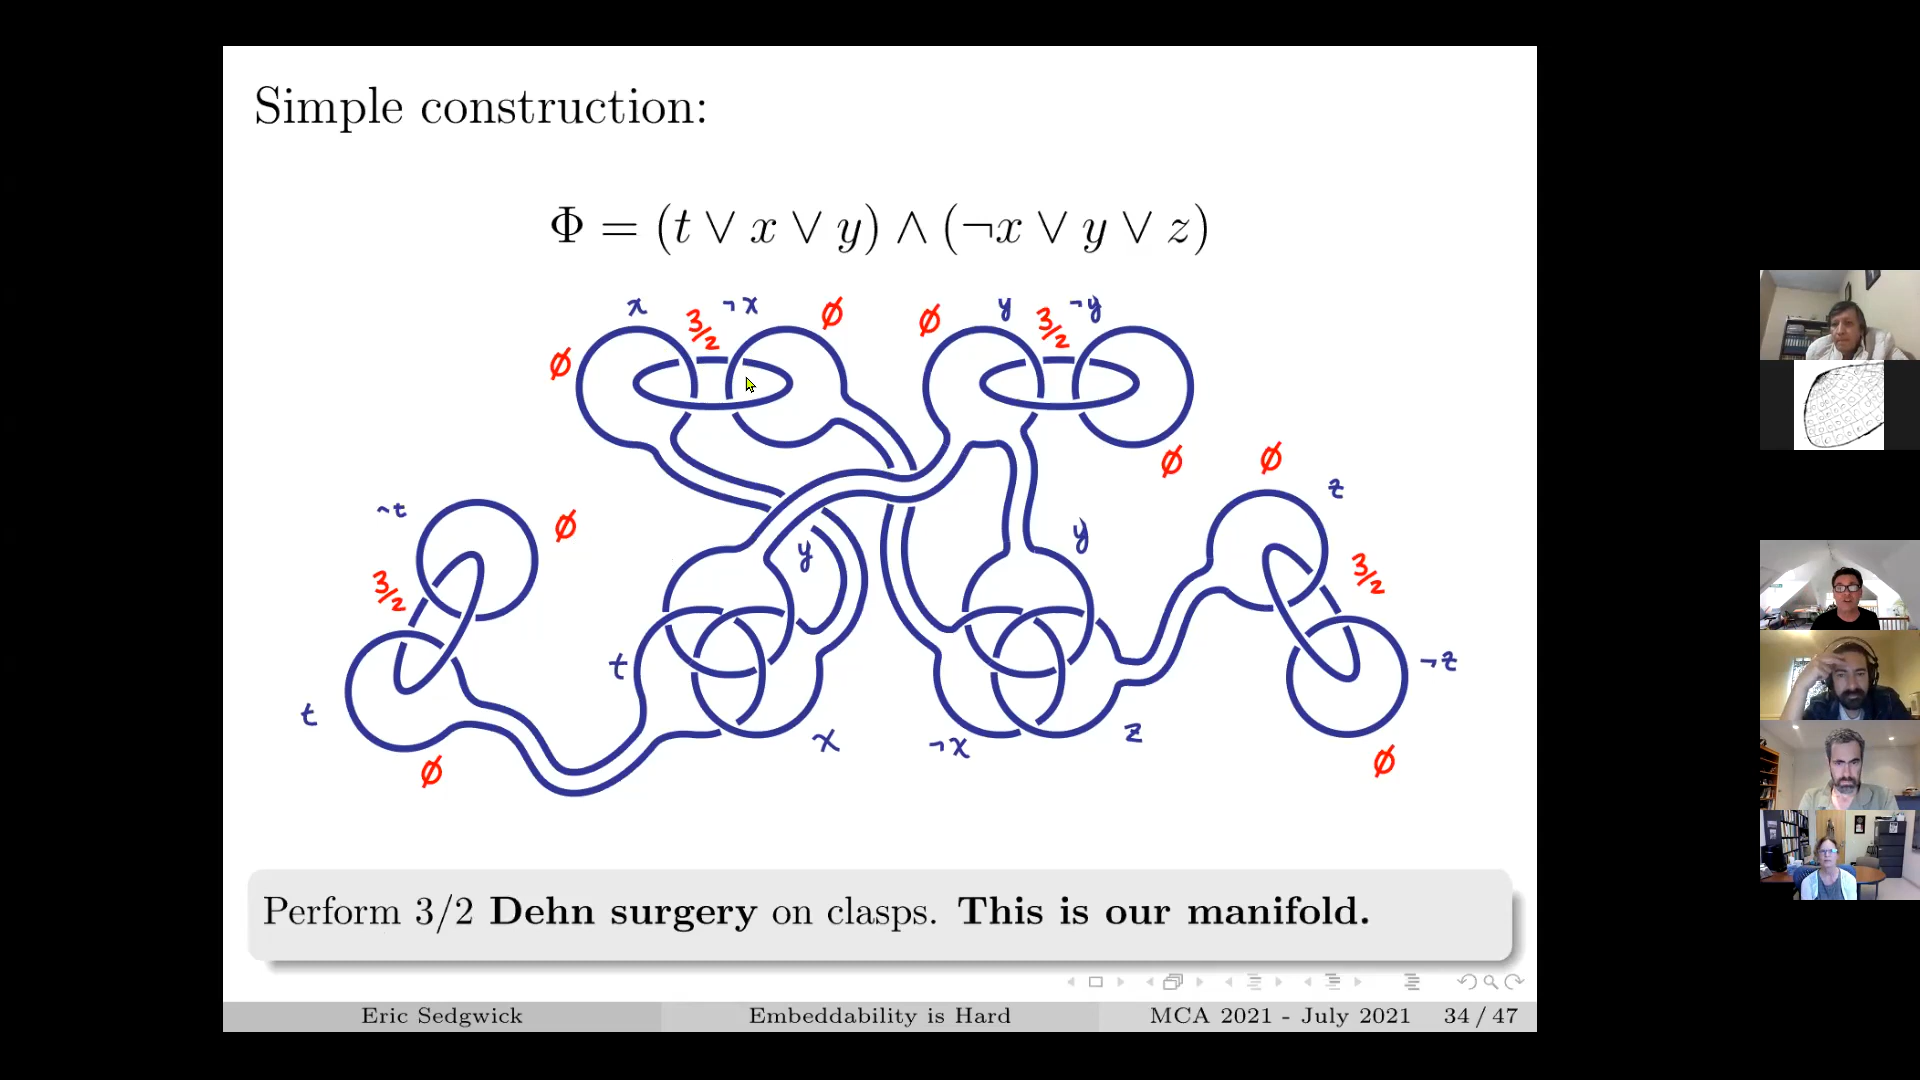 Simple construction:
Φ = (t ∨ x ∨ y) ∧ (¬x ∨ y ∨ z)
x 3/2 ¬x ∅ ∅ y 3/2 ¬y
∅
∅ ∅
z
¬t ∅
y y
3/2 3/2
t ¬z
t
x ¬x z
∅ ∅
Perform 3/2 Dehn surgery on clasps. This is our manifold.
Eric Sedgwick Embeddability is Hard MCA 2021 - July 2021 34 / 47